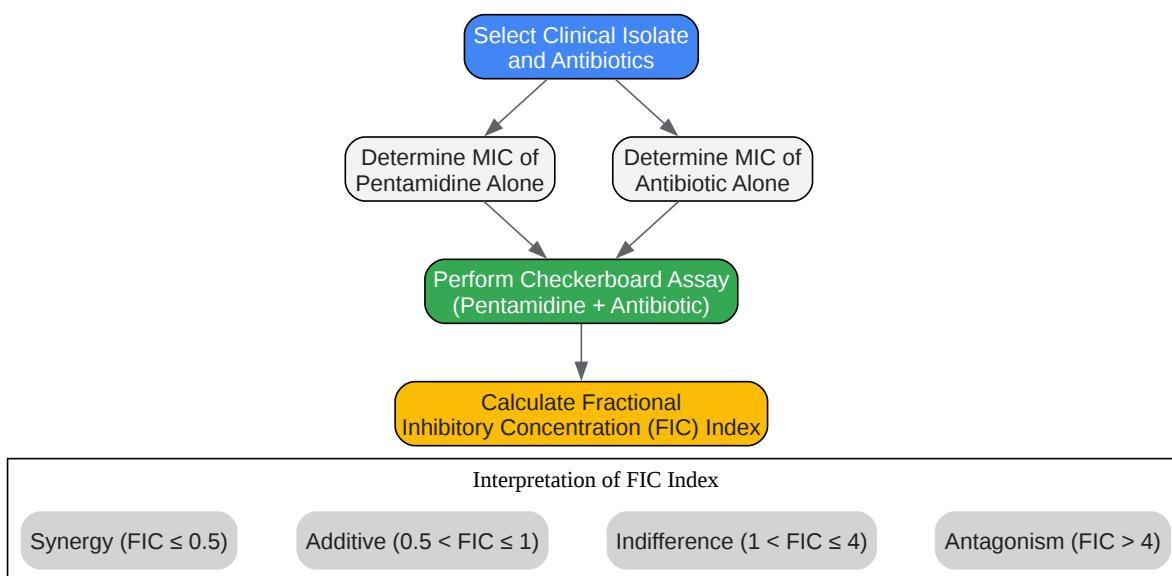 Select Clinical Isolate
and Antibiotics
Determine MIC of
Pentamidine Alone
Determine MIC of
Antibiotic Alone
Perform Checkerboard Assay
(Pentamidine + Antibiotic)
Calculate Fractional
Inhibitory Concentration (FIC) Index
Interpretation of FIC Index
Synergy (FIC ≤ 0.5)
Additive (0.5 < FIC ≤ 1)
Indifference (1 < FIC ≤ 4)
Antagonism (FIC > 4)